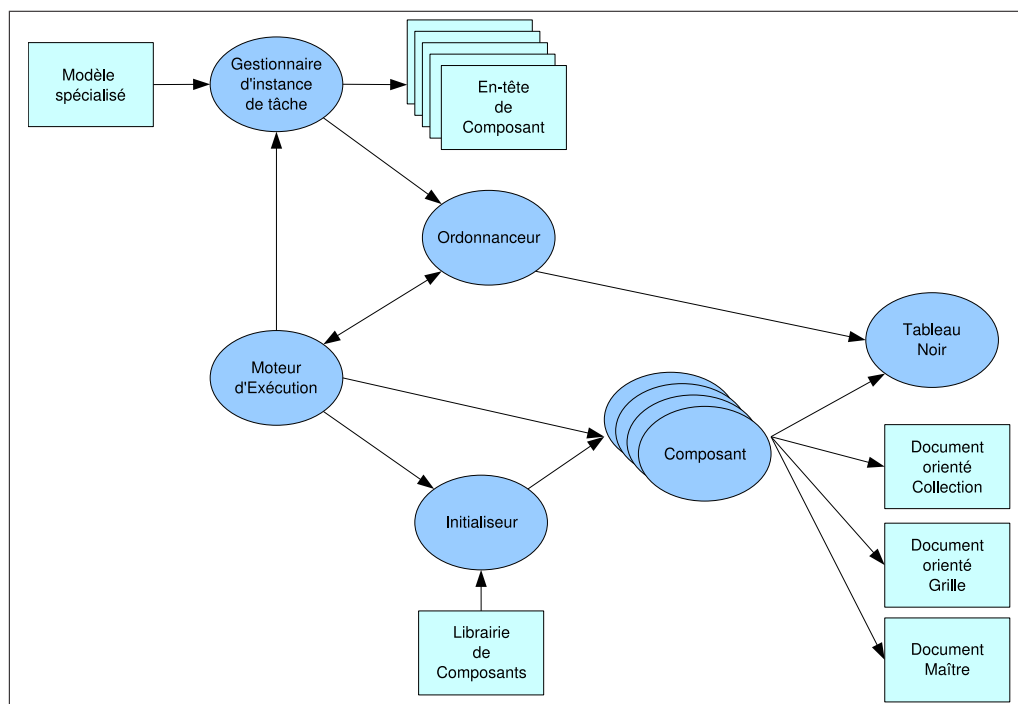 Modèle
spécialisé
Gestionnaire
d'instance
de tâche
En-tête
de
Composant
Ordonnanceur
Tableau
Noir
Moteur
d'Exécution
Composant
Document
orienté
Collection
Initialiseur
Document
orienté
Grille
Librairie
de
Composants
Document
Maître